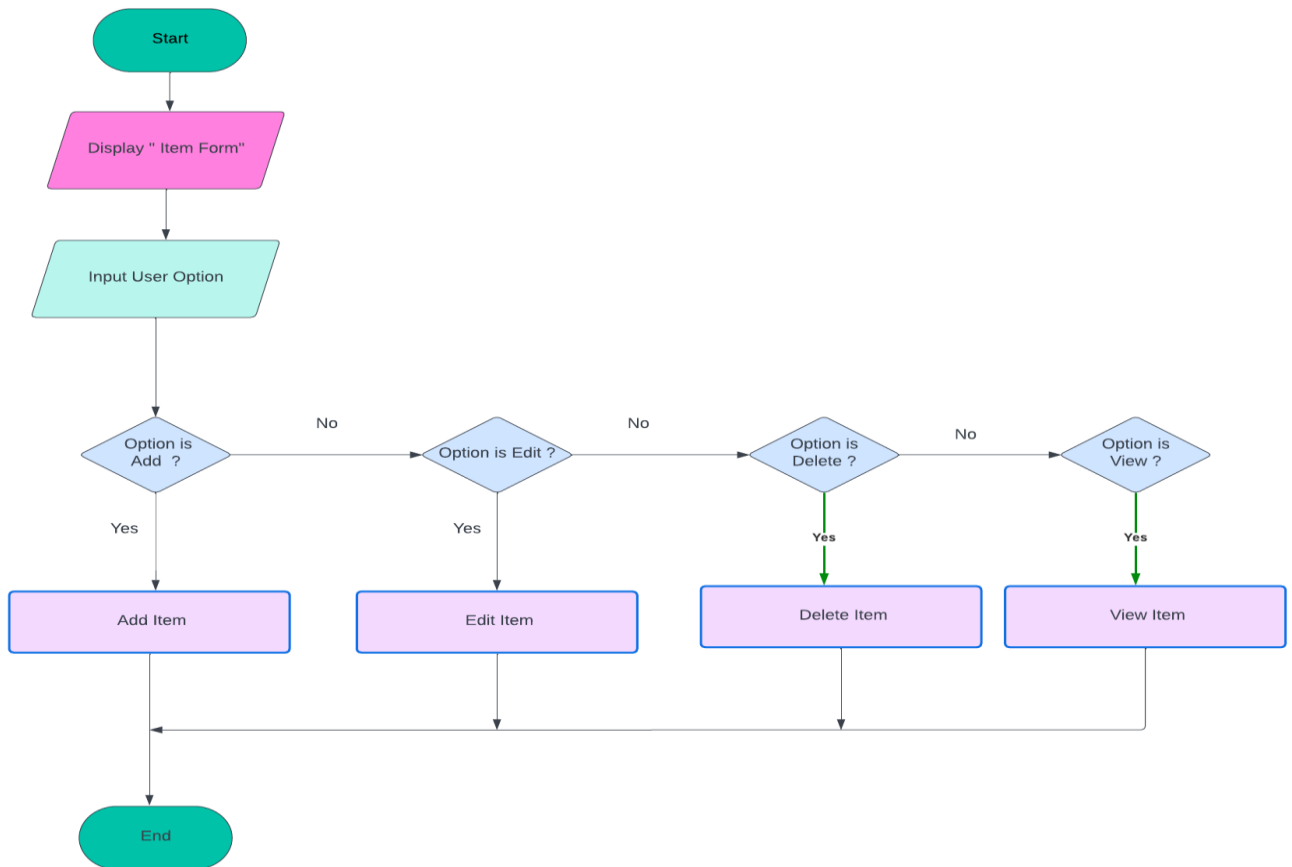 Start
Display " Item Form"
Input User Option
Option is
Add ?
No
Option is Edit ?
No
Option is
Delete ?
No
Option is
View ?
Yes
Yes
Yes
Yes
Add Item
Edit Item
Delete Item
View Item
End